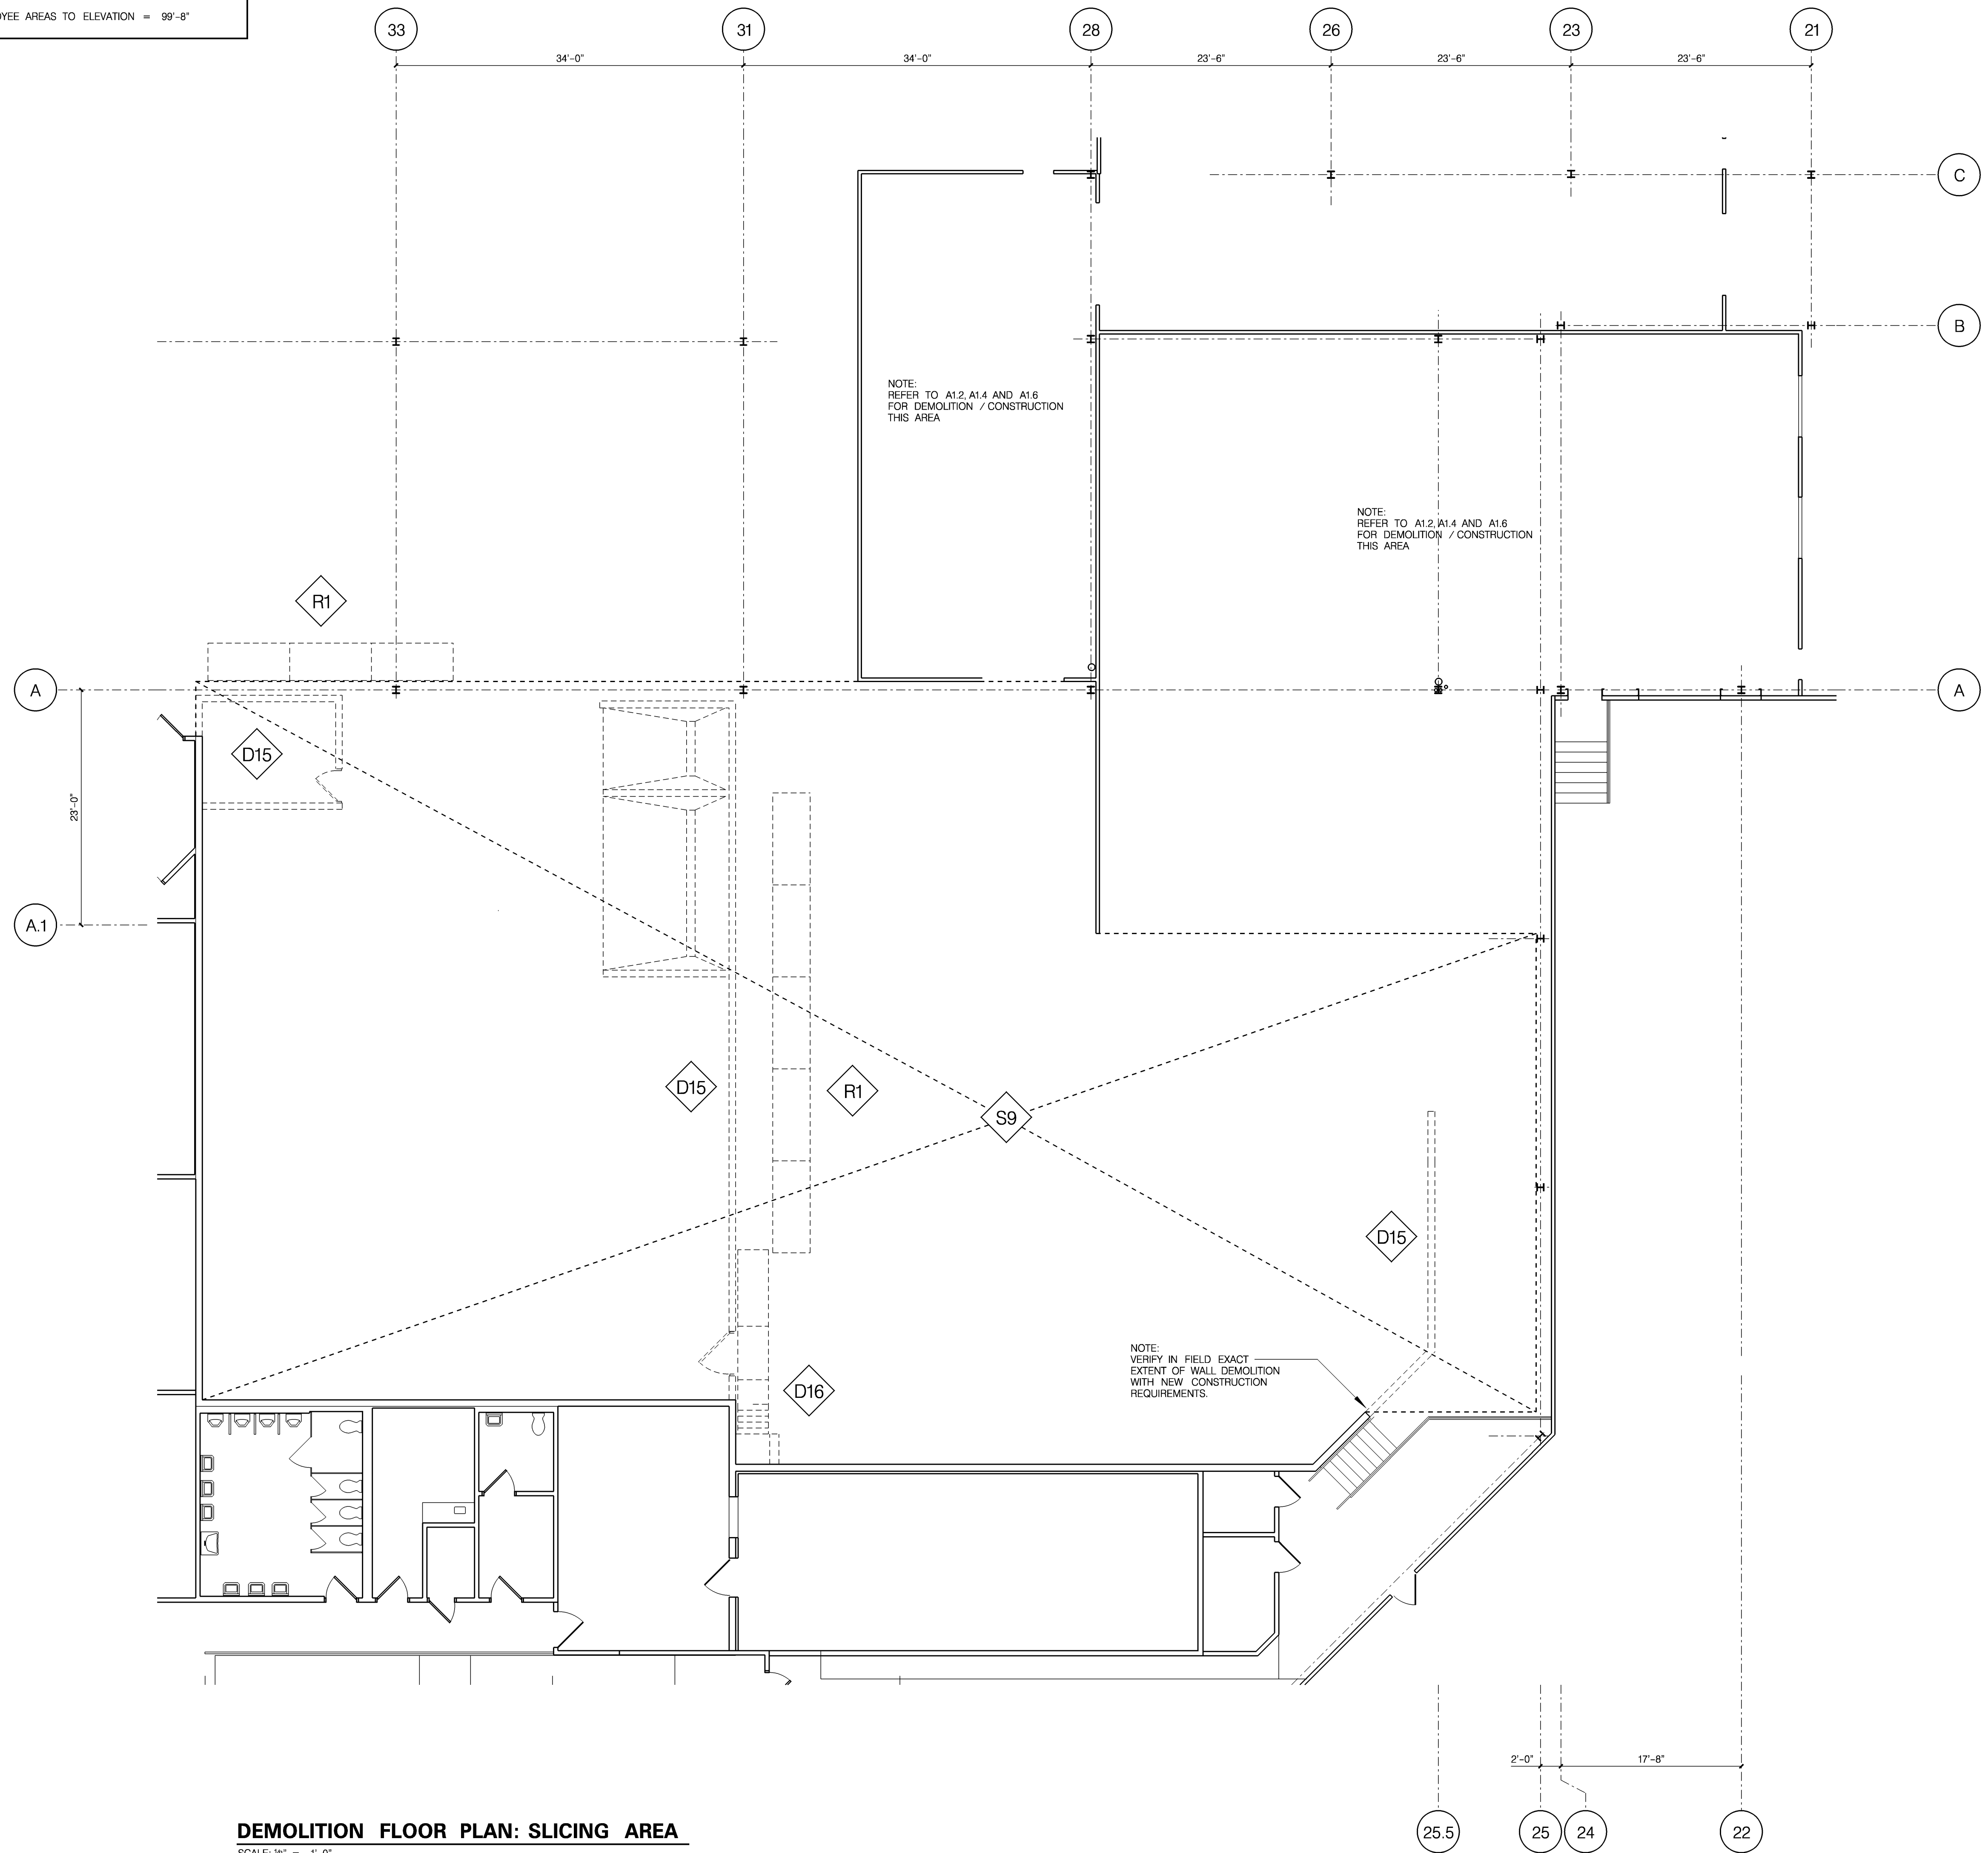 OYEE AREAS TO ELEVATION = 99'-8"
33
31
28
26
23
21
34'-0"
34'-0"
23'-6"
23'-6"
23'-6"
C
B
NOTE:
REFER TO A1.2, A1.4 AND A1.6
FOR DEMOLITION / CONSTRUCTION
THIS AREA
NOTE:
REFER TO A1.2, A1.4 AND A1.6
FOR DEMOLITION / CONSTRUCTION
THIS AREA
R1
A
A
D15
23'-0"
A.1
D15
R1
S9
D15
NOTE:
VERIFY IN FIELD EXACT
EXTENT OF WALL DEMOLITION
WITH NEW CONSTRUCTION
REQUIREMENTS.
D16
2'-0"
17'-8"
DEMOLITION FLOOR PLAN: SLICING AREA
25.5
25
24
22